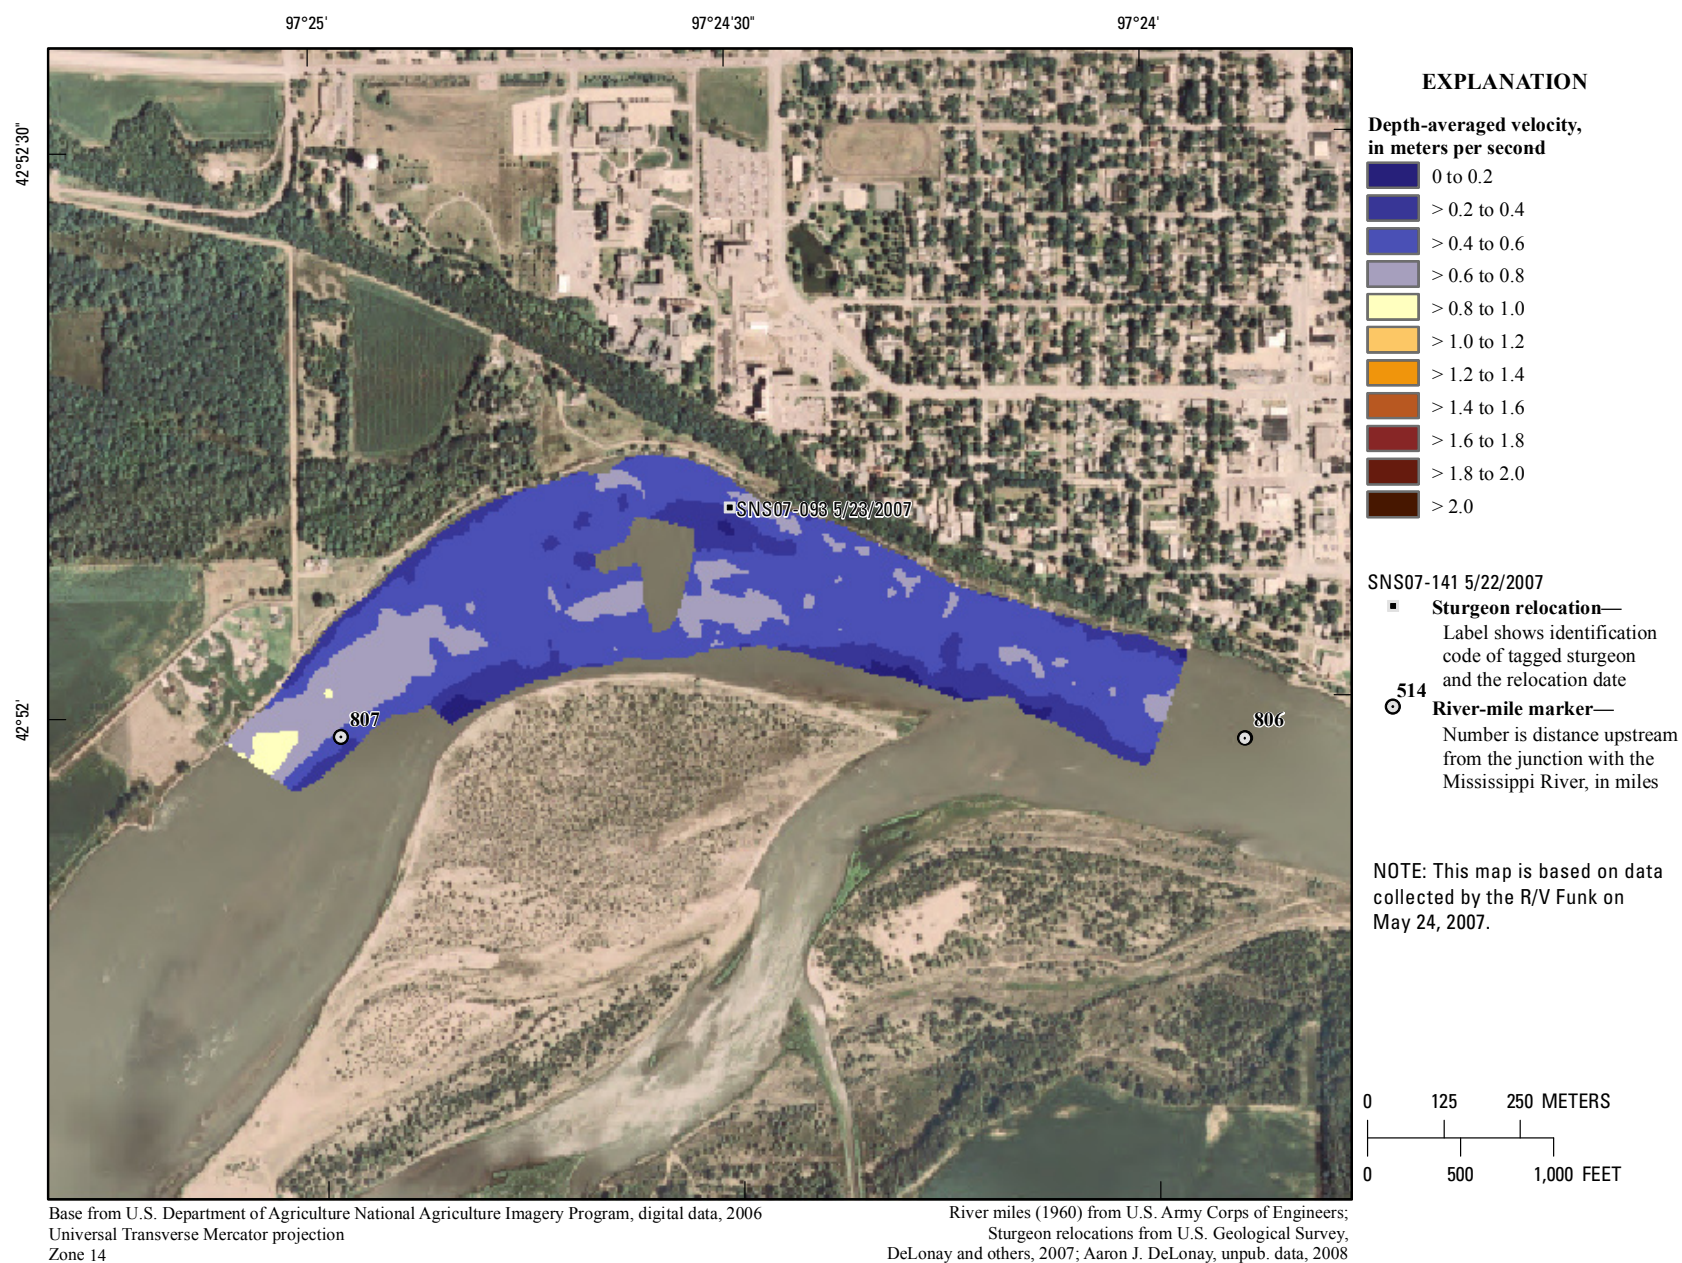 97°25'
97°24'30"
97°24'
42°52'30"
42°52'
SNS07-093 5/23/2007
807
806
EXPLANATION
Depth-averaged velocity,
in meters per second
0 to 0.2
> 0.2 to 0.4
> 0.4 to 0.6
> 0.6 to 0.8
> 0.8 to 1.0
> 1.0 to 1.2
> 1.2 to 1.4
> 1.4 to 1.6
> 1.6 to 1.8
> 1.8 to 2.0
> 2.0
SNS07-141 5/22/2007
Sturgeon relocation—
Label shows identification
code of tagged sturgeon
and the relocation date
514
River-mile marker—
Number is distance upstream
from the junction with the
Mississippi River, in miles
NOTE: This map is based on data
collected by the R/V Funk on
May 24, 2007.
0 125 250 METERS
0 500 1,000 FEET
Base from U.S. Department of Agriculture National Agriculture Imagery Program, digital data, 2006
Universal Transverse Mercator projection
Zone 14
River miles (1960) from U.S. Army Corps of Engineers;
Sturgeon relocations from U.S. Geological Survey,
DeLonay and others, 2007; Aaron J. DeLonay, unpub. data, 2008